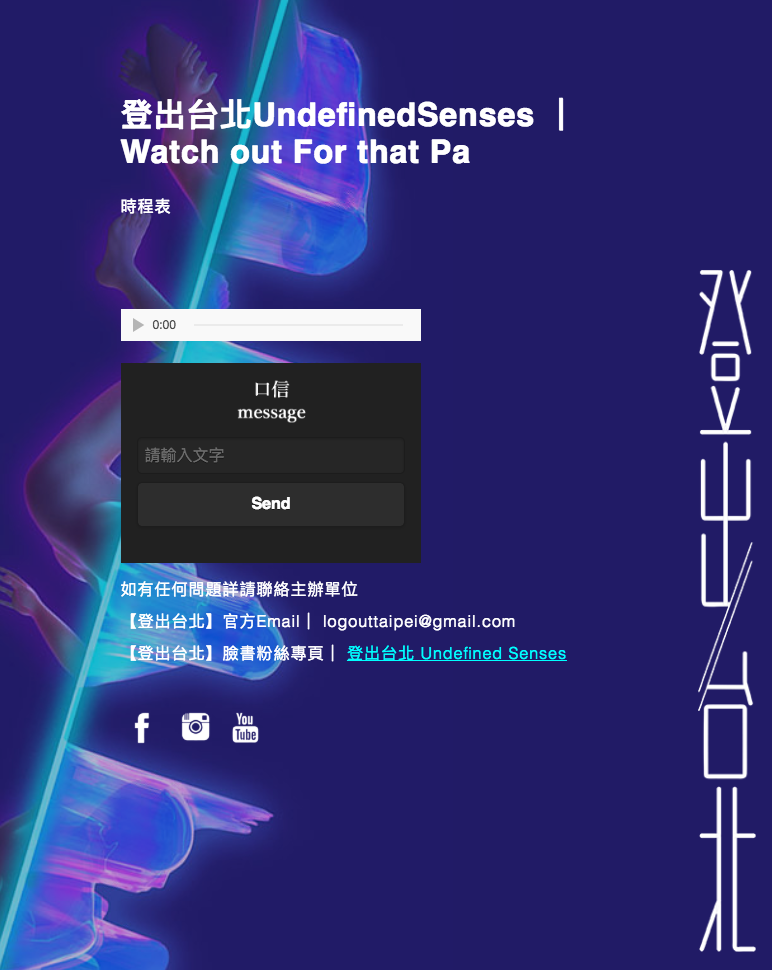 登出台北UndefinedSenses ｜
Watch out For that Pa
時程表
0:00
口信
message
請輸入文字
Send
如有任何問題詳請聯絡主辦單位
【登出台北】官方Email｜ logouttaipei@gmail.com
【登出台北】臉書粉絲專頁｜ 登出台北 Undefined Senses
You
Tube
登出台北